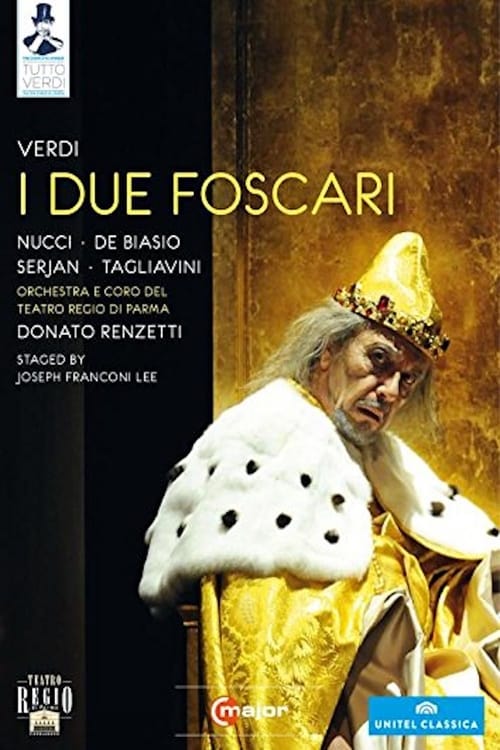 TUTTO
VERDI
VERDI
I DUE FOSCARI
NUCCI · DE BIASIO
SERJAN · TAGLIAVINI
ORCHESTRA E CORO DEL
TEATRO REGIO DI PARMA
DONATO RENZETTI
STAGED BY
JOSEPH FRANCONI LEE
TEATRO
REGIO
major
UNITEL CLASSICA